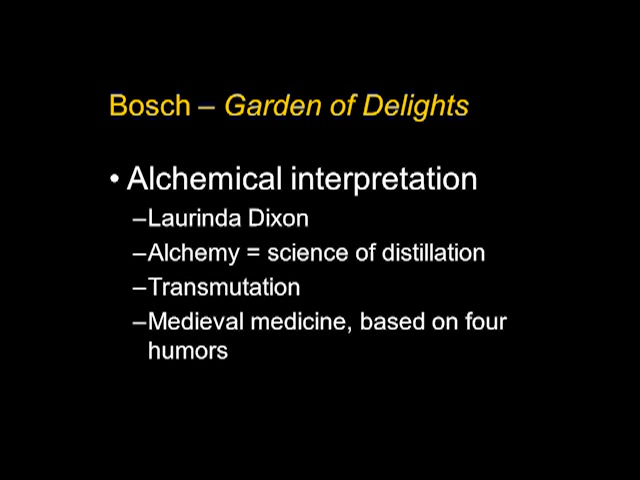 Bosch – Garden of Delights
• Alchemical interpretation
–Laurinda Dixon
–Alchemy = science of distillation
–Transmutation
–Medieval medicine, based on four
humors